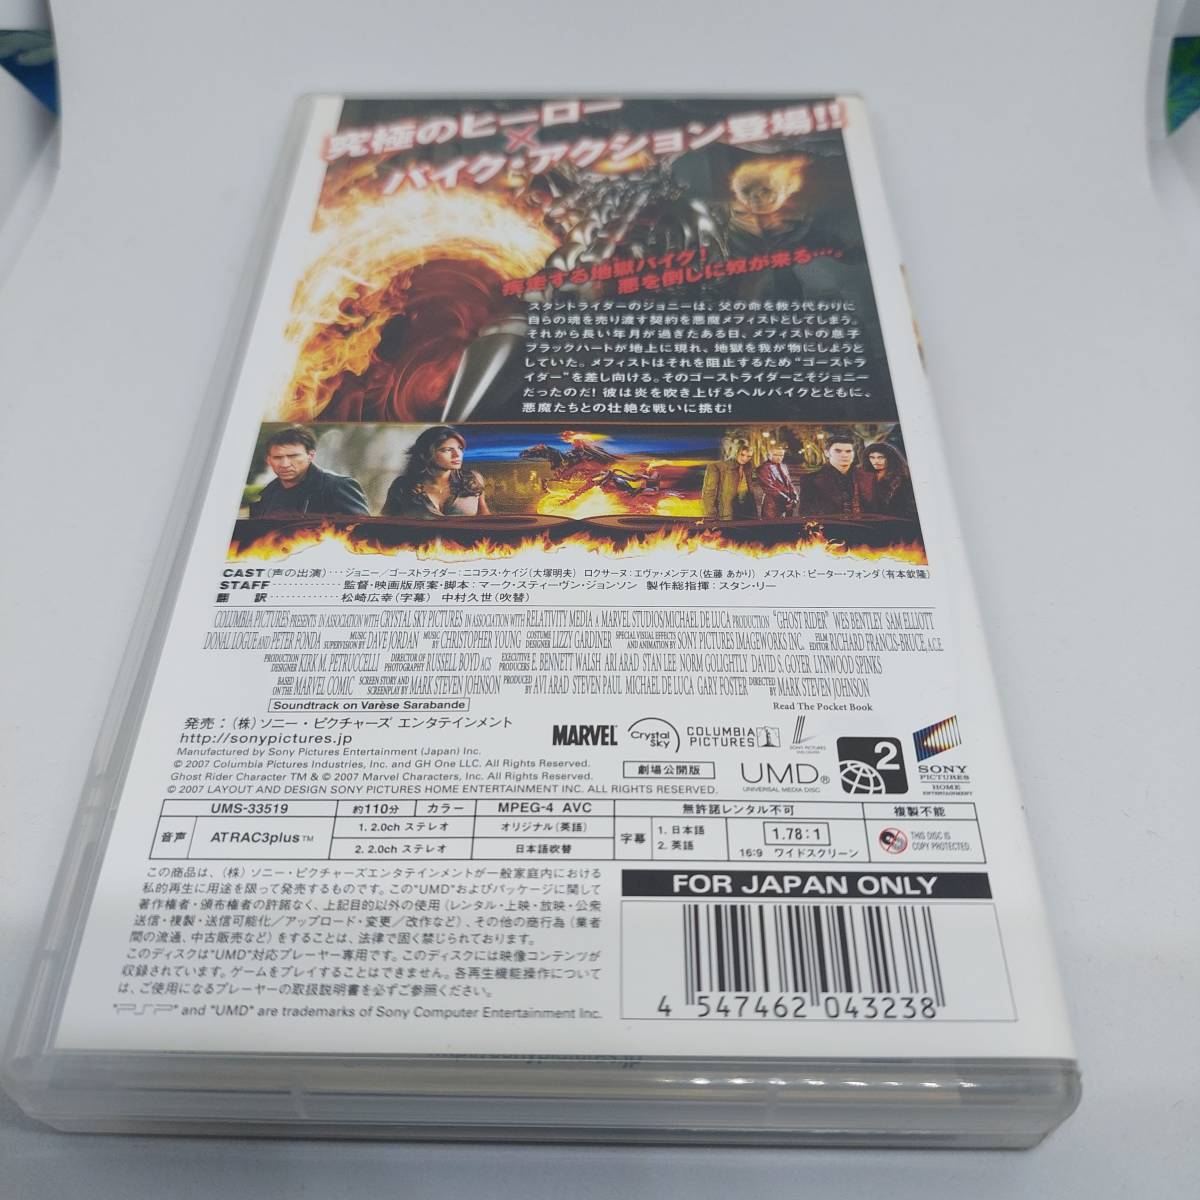 究極のヒーロー
×
バイク・アクション登場!!
疾走する地獄バイク!
悪を倒しに奴が来る…。
スタントライダーのジョニーは、父の命を救う代わりに
自らの魂を売り渡す契約を悪魔メフィストとしてしまう。
それから長い年月が過ぎたある日、メフィストの息子
ブラックハートが地上に現れ、地獄を我が物にしようと
していた。メフィストはそれを阻止するため“ゴーストラ
イダー”を差し向ける。そのゴーストライダーこそジョニー
だったのだ! 彼は炎を吹き上げるヘルバイクとともに、
悪魔たちとの壮絶な戦いに挑む!
CAST(声の出演)…ジョニー/ゴーストライダー:ニコラス・ケイジ(大塚明夫) ロクサーヌ:エヴァ・メンデス(佐藤 あかり) メフィスト:ピーター・フォンダ(有本欽隆)
STAFF…………監督・映画版原案・脚本:マーク・スティーヴン・ジョンソン 製作総指揮:スタン・リー
翻 訳…………松崎広幸(字幕) 中村久世(吹替)
COLUMBIA PICTURES PRESENTS IN ASSOCIATION WITH CRYSTAL SKY PICTURES IN ASSOCIATION WITH RELATIVITY MEDIA A MARVEL STUDIOS/MICHAEL DE LUCA PRODUCTION "GHOST RIDER" WES BENTLEY SAM ELLIOTT
DONAL LOGUE AND PETER FONDA MUSIC SUPERVISION BY DAVE JORDAN MUSIC BY CHRISTOPHER YOUNG COSTUME DESIGNER LIZZY GARDINER SPECIAL VISUAL EFFECTS AND ANIMATION BY SONY PICTURES IMAGEWORKS INC. FILM EDITOR RICHARD FRANCIS-BRUCE, A.C.E.
PRODUCTION DESIGNER KIRK M. PETRUCCELLI DIRECTOR OF PHOTOGRAPHY RUSSELL BOYD ACS EXECUTIVE PRODUCERS E. BENNETT WALSH ARI ARAD STAN LEE NORM GOLIGHTLY DAVID S. GOYER LYNWOOD SPINKS
BASED ON THE MARVEL COMIC SCREEN STORY AND SCREENPLAY BY MARK STEVEN JOHNSON PRODUCED BY AVI ARAD STEVEN PAUL MICHAEL DE LUCA GARY FOSTER DIRECTED BY MARK STEVEN JOHNSON
Soundtrack on Varèse Sarabande
Read The Pocket Book
発売:(株)ソニー・ピクチャーズ エンタテインメント
http://sonypictures.jp
Manufactured by Sony Pictures Entertainment (Japan) Inc.
© 2007 Columbia Pictures Industries, Inc. and GH One LLC. All Rights Reserved.
Ghost Rider Character TM & © 2007 Marvel Characters, Inc. All Rights Reserved.
© 2007 LAYOUT AND DESIGN SONY PICTURES HOME ENTERTAINMENT INC. ALL RIGHTS RESERVED.
MARVEL
Crystal Sky
COLUMBIA PICTURES
劇場公開版
UMD®
UNIVERSAL MEDIA DISC
2
SONY
PICTURES
HOME
ENTERTAINMENT
UMS-33519 約110分 カラー MPEG-4 AVC 無許諾レンタル不可 複製不能
音声 ATRAC3plus™
1. 2.0ch ステレオ オリジナル(英語)
2. 2.0ch ステレオ 日本語吹替
字幕
1. 日本語
2. 英語
1.78:1
16:9 ワイドスクリーン
THIS DISC IS
COPY PROTECTED.
この商品は、(株)ソニー・ピクチャーズエンタテインメントが一般家庭内における
私的再生に用途を限って発売するものです。この"UMD"およびパッケージに関して
著作権者・頒布権者の許諾なく、上記目的以外の使用(レンタル・上映・放映・公衆
送信・複製・送信可能化/アップロード・変更/改作など)、その他の商行為(業者
間の流通、中古販売など)をすることは、法律で固く禁じられております。
このディスクは"UMD"対応プレーヤー専用です。このディスクには映像コンテンツが
収録されています。ゲームをプレイすることはできません。各再生機能操作について
は、ご使用になるプレーヤーの取扱説明書を必ずご参照ください。
"PSP" and "UMD" are trademarks of Sony Computer Entertainment Inc.
FOR JAPAN ONLY
4 547462 043238